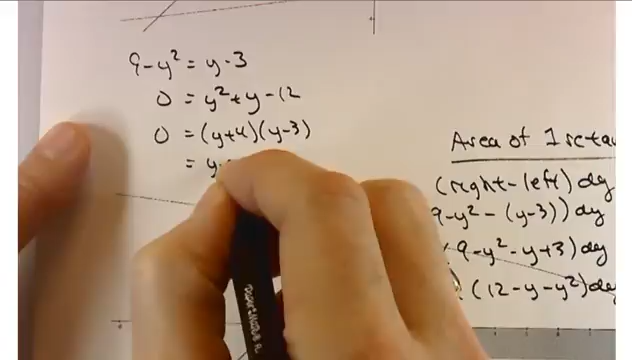 9-y² = y-3
0 = y²+y-12
0 = (y+4)(y-3)
= y
Area of 1
(right-left) dy
9-y²-(y-3)) dy
(9-y²-y+3) dy
(12-y-y²) dy